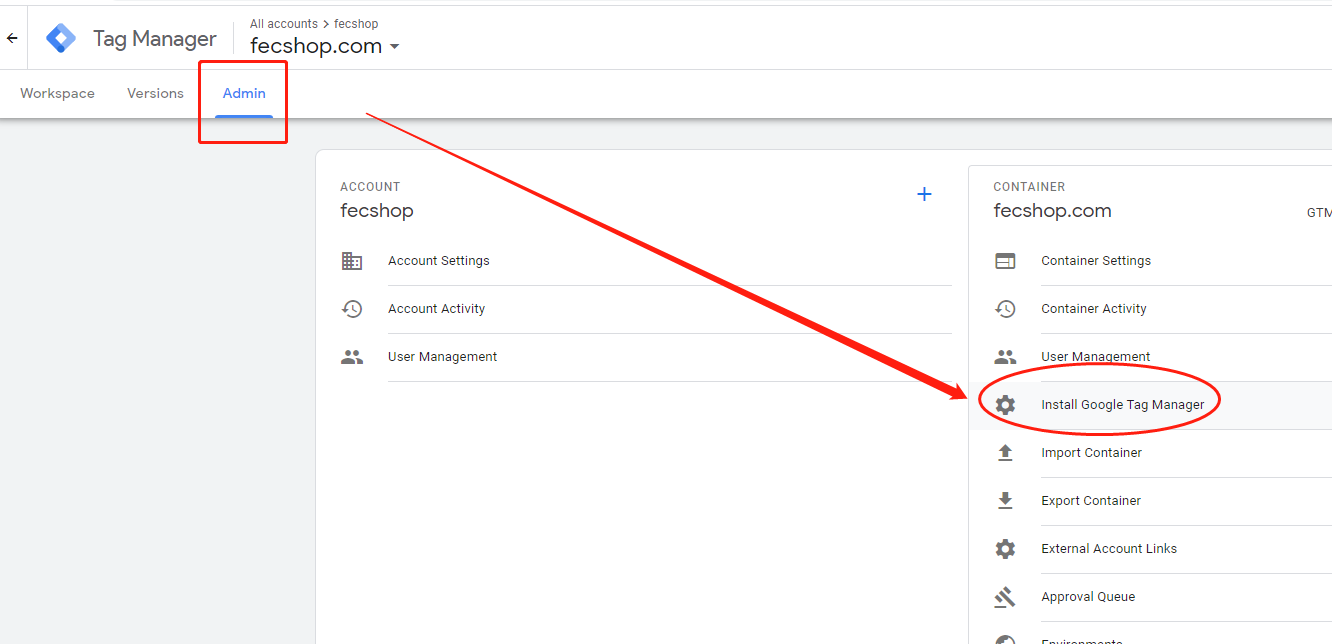 All accounts > fecshop
Tag Manager
fecshop.com
Workspace
Versions
Admin
ACCOUNT
fecshop
Account Settings
Account Activity
User Management
CONTAINER
fecshop.com
GTM
Container Settings
Container Activity
User Management
Install Google Tag Manager
Import Container
Export Container
External Account Links
Approval Queue
Environments